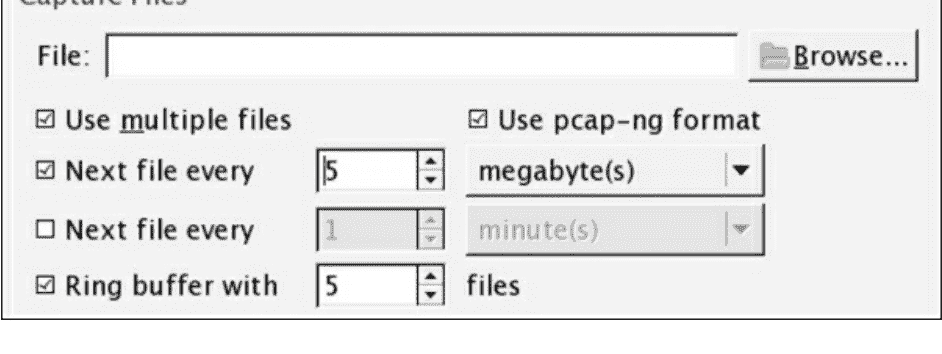 Capture Files
File: Browse...
Use multiple files Use pcap-ng format
Next file every 5 megabyte(s)
Next file every 1 minute(s)
Ring buffer with 5 files